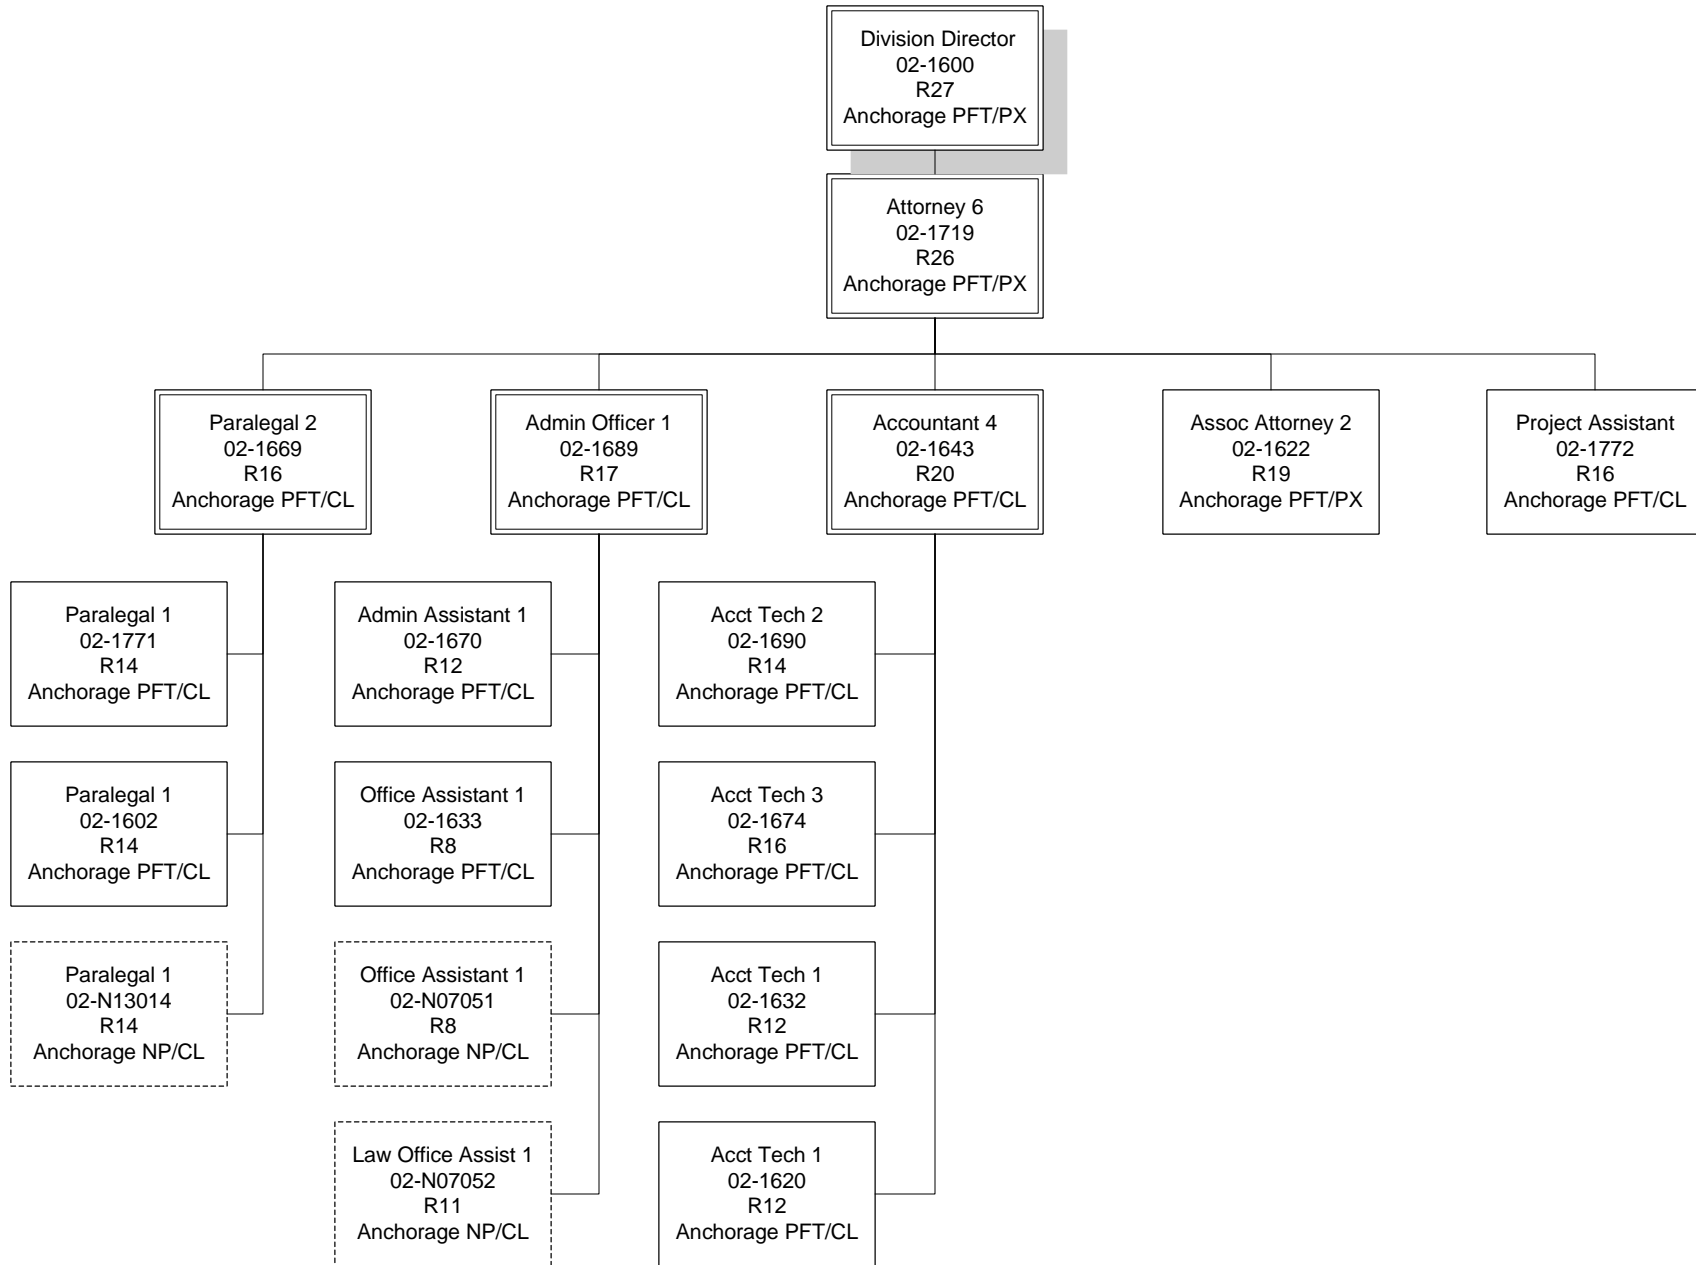 Division Director
02-1600
R27
Anchorage PFT/PX
Attorney 6
02-1719
R26
Anchorage PFT/PX
Paralegal 2
02-1669
R16
Anchorage PFT/CL
Admin Officer 1
02-1689
R17
Anchorage PFT/CL
Accountant 4
02-1643
R20
Anchorage PFT/CL
Assoc Attorney 2
02-1622
R19
Anchorage PFT/PX
Project Assistant
02-1772
R16
Anchorage PFT/CL
Paralegal 1
02-1771
R14
Anchorage PFT/CL
Admin Assistant 1
02-1670
R12
Anchorage PFT/CL
Acct Tech 2
02-1690
R14
Anchorage PFT/CL
Paralegal 1
02-1602
R14
Anchorage PFT/CL
Office Assistant 1
02-1633
R8
Anchorage PFT/CL
Acct Tech 3
02-1674
R16
Anchorage PFT/CL
Paralegal 1
02-N13014
R14
Anchorage NP/CL
Office Assistant 1
02-N07051
R8
Anchorage NP/CL
Acct Tech 1
02-1632
R12
Anchorage PFT/CL
Law Office Assist 1
02-N07052
R11
Anchorage NP/CL
Acct Tech 1
02-1620
R12
Anchorage PFT/CL